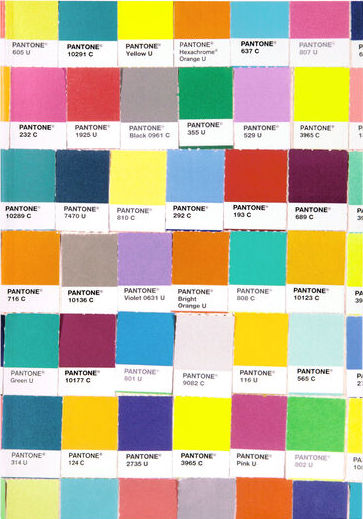 PANTONE® PANTONE® PANTONE® PANTONE® PANTONE® PANTONE®
605 U 10291 C Yellow U Hexachrome® Orange U 637 C 807 U
PANTONE® PANTONE® PANTONE® PANTONE® PANTONE® PANTONE®
232 C 1925 U Black 0961 C 355 U 529 U 3965 C
PANTONE® PANTONE® PANTONE® PANTONE® PANTONE® PANTONE®
10289 C 7470 U 810 C 292 C 193 C 689 C
PANTONE® PANTONE® PANTONE® PANTONE® PANTONE® PANTONE®
716 C 10136 C Violet 0631 U Bright Orange U 808 C 10123 C
PANTONE® PANTONE® PANTONE® PANTONE® PANTONE® PANTONE®
Green U 10177 C 801 U 9082 C 116 U 565 C
PANTONE® PANTONE® PANTONE® PANTONE® PANTONE® PANTONE®
314 U 124 C 2735 U 3965 C Pink U 802 U